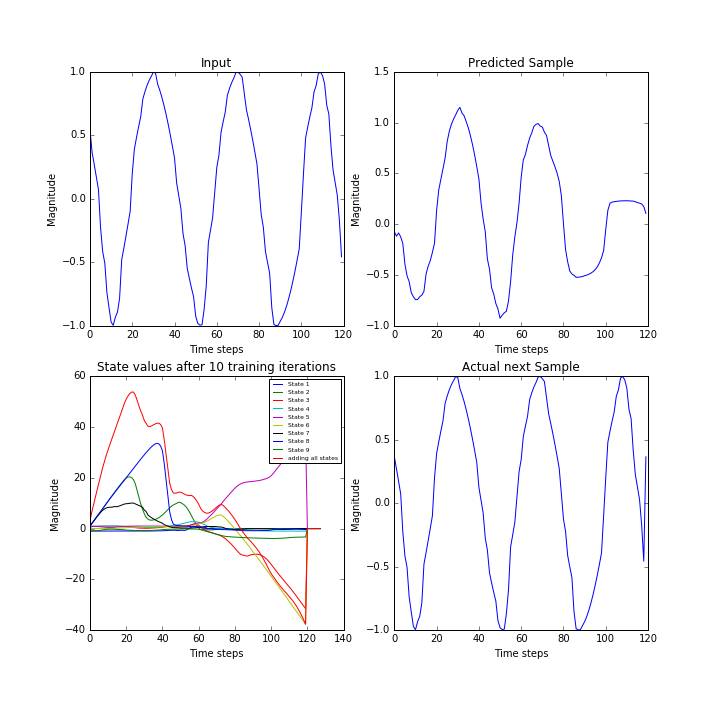 Input
Magnitude
1.0
0.5
0.0
−0.5
−1.0
0 20 40 60 80 100 120
Time steps
Predicted Sample
Magnitude
1.5
1.0
0.5
0.0
−0.5
−1.0
0 20 40 60 80 100 120
Time steps
State values after 10 training iterations
Magnitude
60
40
20
0
−20
−40
0 20 40 60 80 100 120 140
Time steps
State 1
State 2
State 3
State 4
State 5
State 6
State 7
State 8
State 9
adding all states
Actual next Sample
Magnitude
1.0
0.5
0.0
−0.5
−1.0
0 20 40 60 80 100 120
Time steps